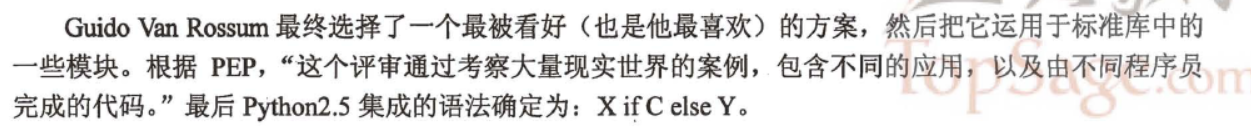 Guido Van Rossum 最终选择了一个最被看好（也是他最喜欢）的方案，然后把它运用于标准库中的
一些模块。根据 PEP，“这个评审通过考察大量现实世界的案例，包含不同的应用，以及由不同程序员
完成的代码。”最后 Python2.5 集成的语法确定为：X if C else Y。
TopSage.com